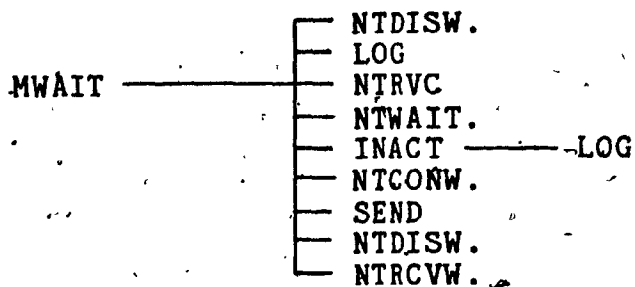 NTDISW.
LOG
MWAIT NTRVC
NTWAIT.
INACT LOG
NTCONW.
SEND
NTDISW.
NTRCVW.